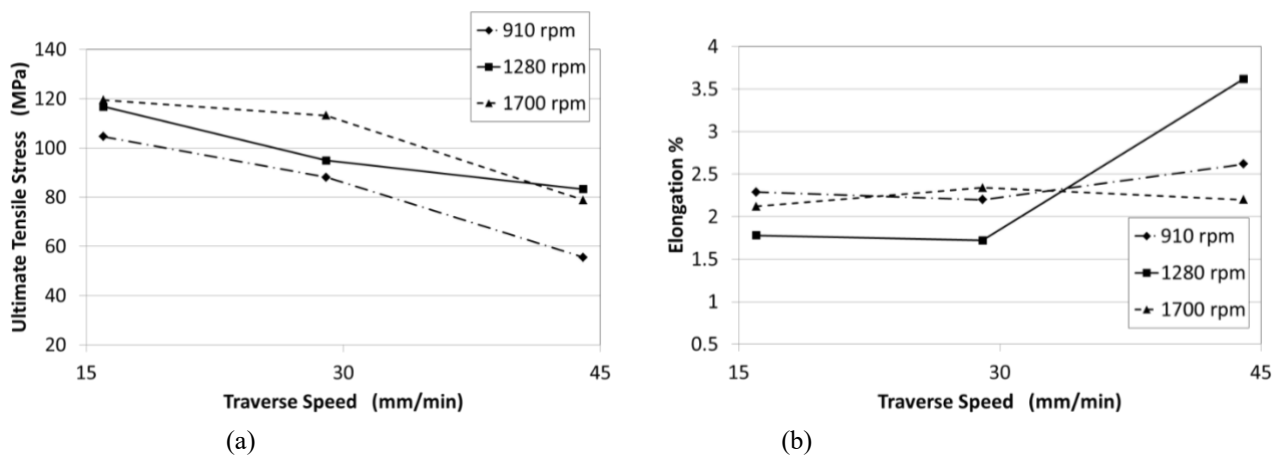 140
120
100
80
60
40
20
15
30
45
Ultimate Tensile Stress (MPa)
Traverse Speed (mm/min)
910 rpm
1280 rpm
1700 rpm
(a)
4
3.5
3
2.5
2
1.5
1
0.5
15
30
45
Elongation %
Traverse Speed (mm/min)
910 rpm
1280 rpm
1700 rpm
(b)